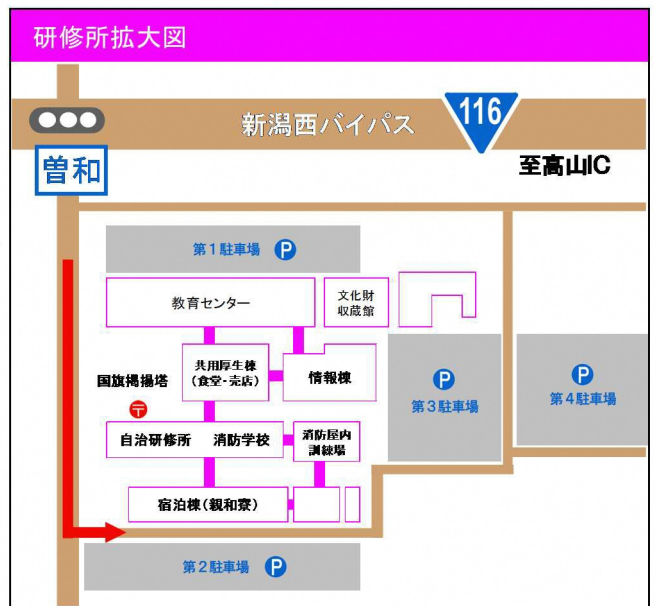 研修所拡大図
新潟西バイパス
116
曽和
至高山IC
第1駐車場 P
教育センター
文化財
収蔵館
共用厚生棟
(食堂・売店)
情報棟
国旗掲揚塔
〒
自治研修所 消防学校
消防屋内
訓練場
P
第3駐車場
P
第4駐車場
宿泊棟(親和寮)
第2駐車場 P